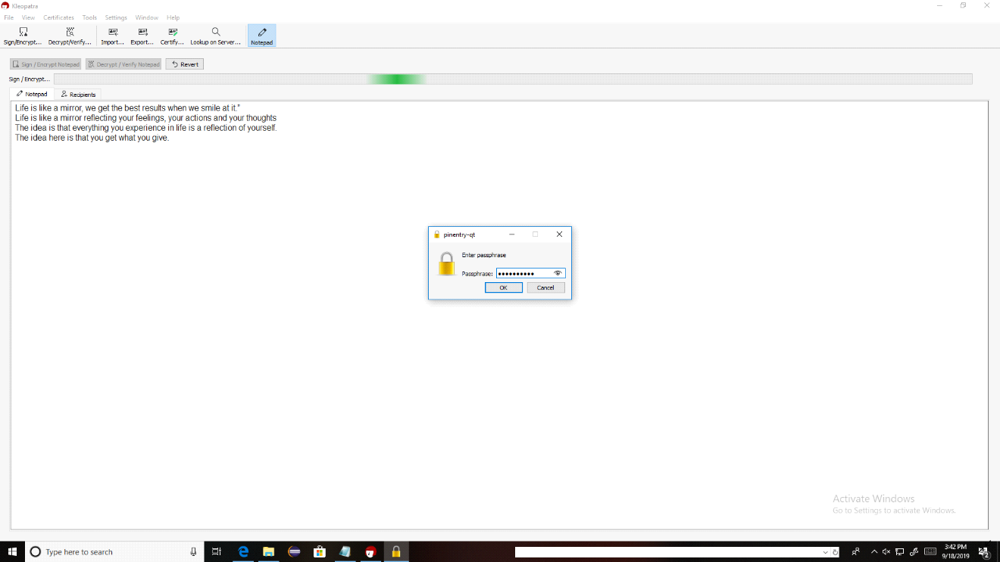 Kleopatra
File View Certificates Tools Settings Window Help
Sign/Encrypt... Decrypt/Verify... Import... Export... Certify... Lookup on Server... Notepad
Sign / Encrypt Notepad Decrypt / Verify Notepad Revert
Sign / Encrypt...
Notepad Recipients
Life is like a mirror, we get the best results when we smile at it."
Life is like a mirror reflecting your feelings, your actions and your thoughts
The idea is that everything you experience in life is a reflection of yourself.
The idea here is that you get what you give.
pinentry-qt
Enter passphrase
Passphrase: ●●●●●●●●●●
OK Cancel
Activate Windows
Go to Settings to activate Windows.
Type here to search
3:42 PM
9/18/2019
2